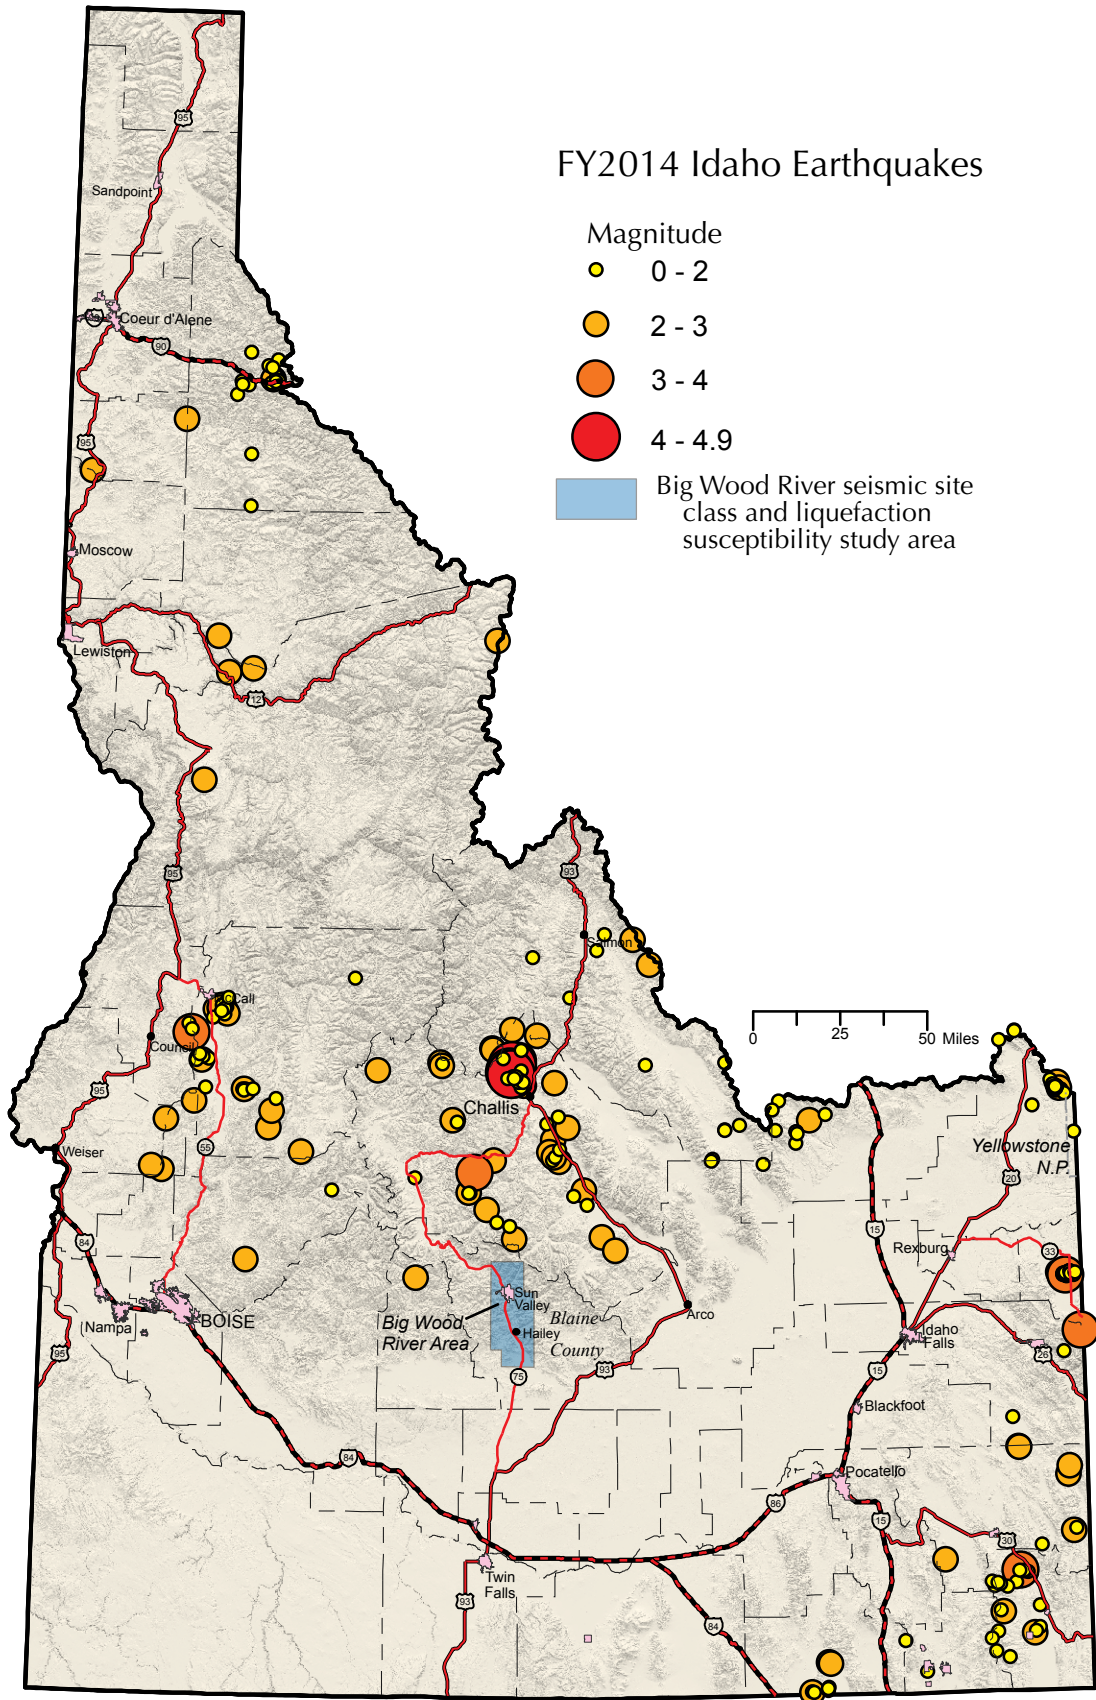 FY2014 Idaho Earthquakes
Magnitude
0 - 2
2 - 3
3 - 4
4 - 4.9
Big Wood River seismic site
class and liquefaction
susceptibility study area
95
Sandpoint
Coeur d'Alene
90
95
Moscow
Lewiston
12
95
93
Salmon
McCall
Council
0 25 50 Miles
95
Challis
Weiser
55
Yellowstone
N.P.
20
84
15
Rexburg
33
Nampa
BOISE
Sun
Valley
Big Wood
River Area
Blaine
County
Hailey
Arco
Idaho
Falls
26
95
93
75
15
Blackfoot
84
Pocatello
86
15
30
Twin
Falls
93
84